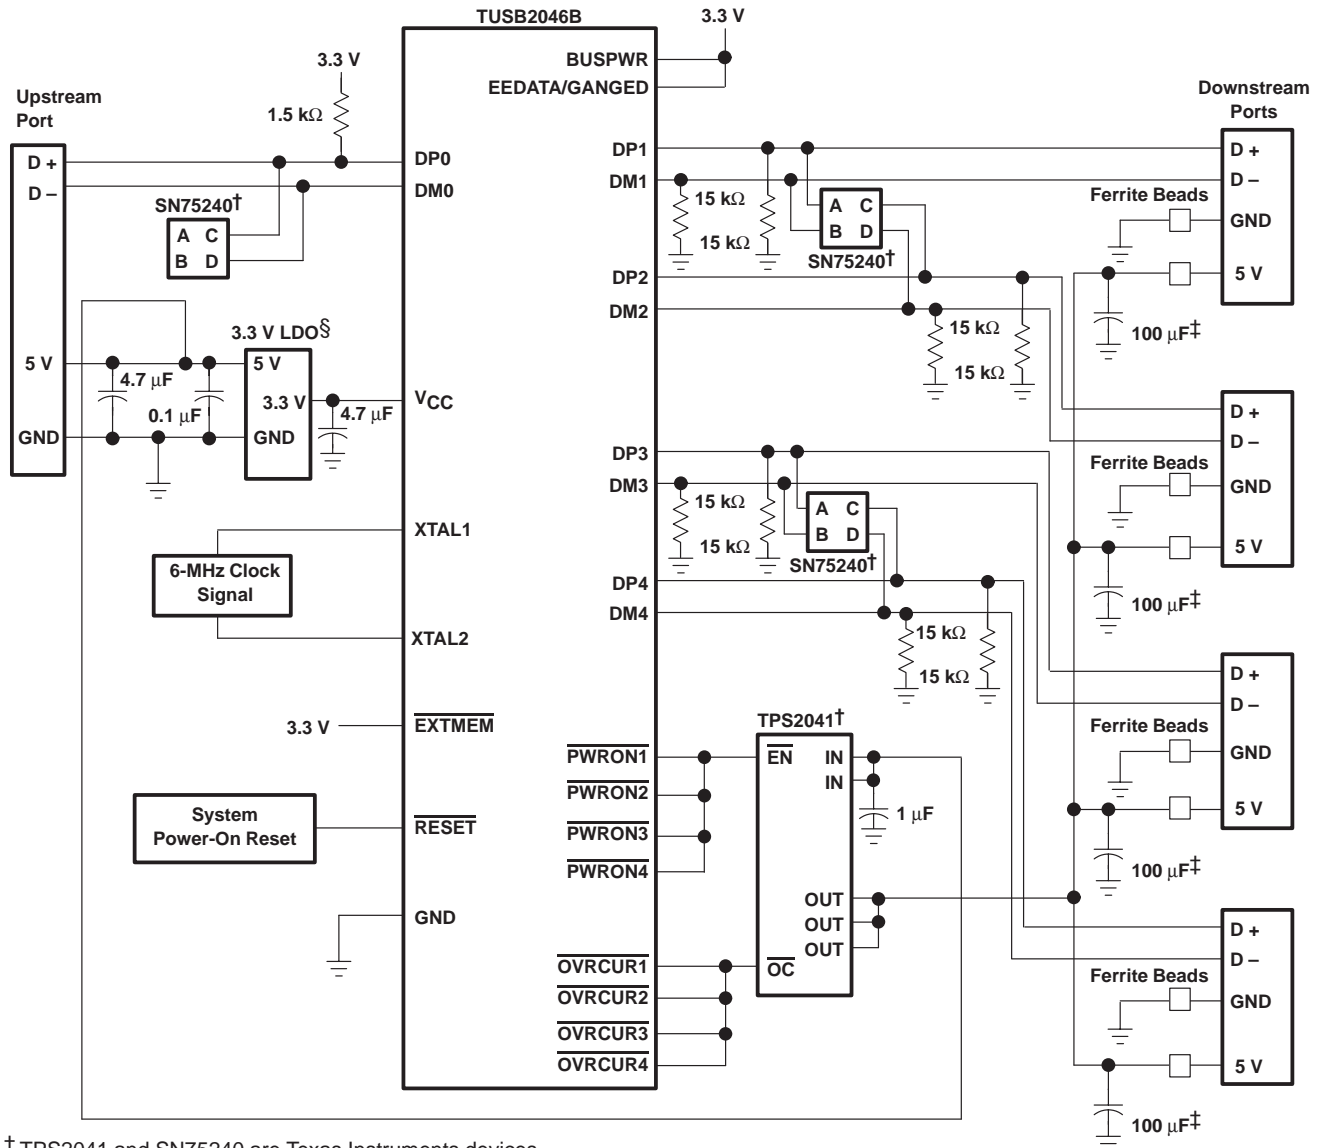 TUSB2046B
3.3 V
BUSPWR
EEDATA/GANGED
3.3 V
1.5 kΩ
Upstream
Port
D +
D –
DP0
DM0
SN75240†
A C
B D
3.3 V LDO§
5 V
4.7 μF
0.1 μF
GND
5 V
3.3 V
GND
4.7 μF
VCC
XTAL1
6-MHz Clock
Signal
XTAL2
3.3 V
EXTMEM
System
Power-On Reset
RESET
GND
DP1
DM1
15 kΩ
15 kΩ
A C
B D
SN75240†
DP2
DM2
15 kΩ
15 kΩ
DP3
DM3
15 kΩ
15 kΩ
A C
B D
SN75240†
DP4
DM4
15 kΩ
15 kΩ
PWRON1
PWRON2
PWRON3
PWRON4
OVRCUR1
OVRCUR2
OVRCUR3
OVRCUR4
TPS2041†
EN
IN
IN
1 μF
OUT
OUT
OUT
OC
Downstream
Ports
D +
D –
Ferrite Beads
GND
5 V
100 μF‡
D +
D –
Ferrite Beads
GND
5 V
100 μF‡
D +
D –
Ferrite Beads
GND
5 V
100 μF‡
D +
D –
Ferrite Beads
GND
5 V
100 μF‡
† TPS2041 and SN75240 are Texas Instruments devices